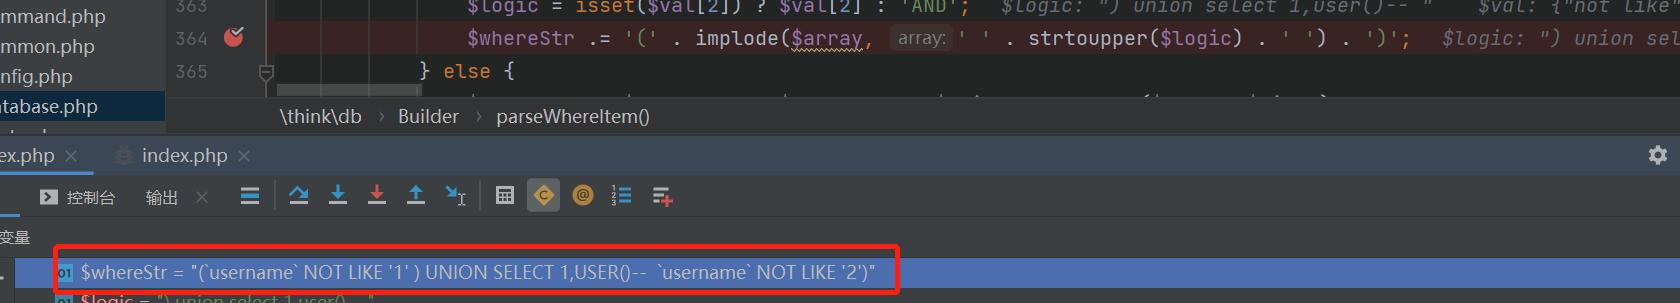 mmand.php
mmon.php
nfig.php
tabase.php
363 $logic = isset($val[2]) ? $val[2] : 'AND'; $logic: ") union select 1,user()-- " $val: {"not like"
364 $whereStr .= '(' . implode($array, array: ' ' . strtoupper($logic) . ' ') . ')'; $logic: ") union sel
365 } else {
\think\db › Builder › parseWhereItem()
ex.php × index.php ×
控制台 输出 ×
变量
01 $whereStr = "(`username` NOT LIKE '1' ) UNION SELECT 1,USER()-- `username` NOT LIKE '2')"
01 $logic = ") union select 1,user()-- "